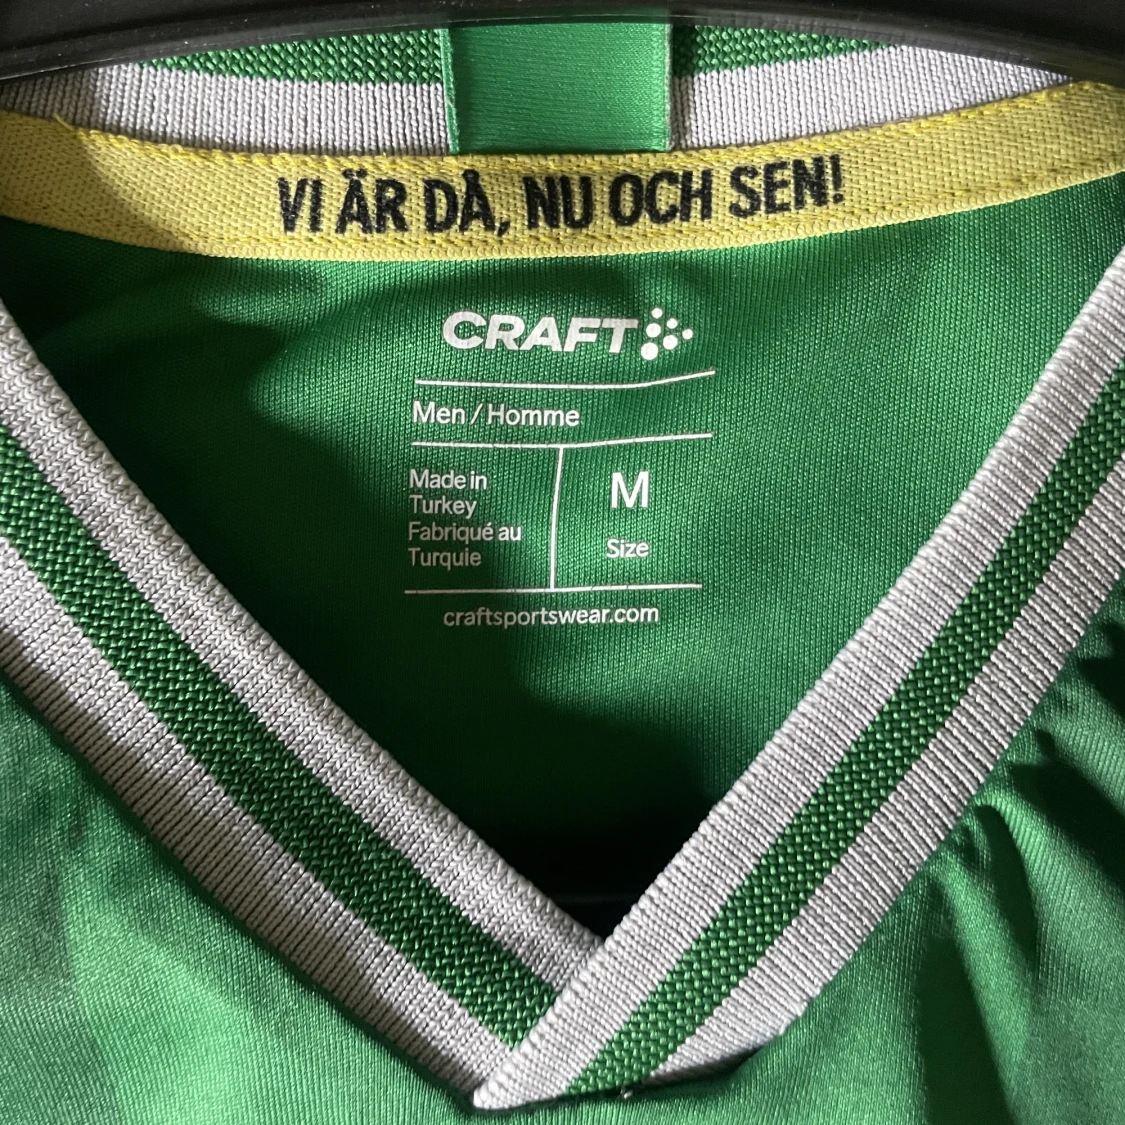 VI ÄR DÅ, NU OCH SEN!
CRAFT
Men / Homme
Made in
Turkey
Fabriqué au
Turquie
M
Size
craftsportswear.com